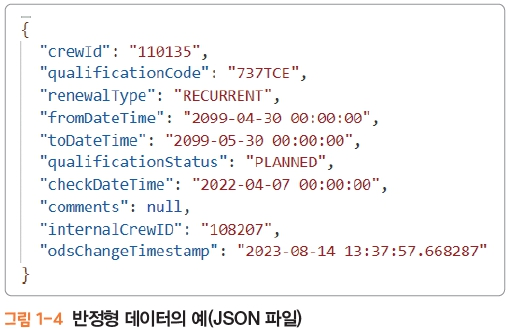 {
"crewId": "110135",
"qualificationCode": "737TCE",
"renewalType": "RECURRENT",
"fromDateTime": "2099-04-30 00:00:00",
"toDateTime": "2099-05-30 00:00:00",
"qualificationStatus": "PLANNED",
"checkDateTime": "2022-04-07 00:00:00",
"comments": null,
"internalCrewID": "108207",
"odsChangeTimestamp": "2023-08-14 13:37:57.668287"
}
그림 1-4 반정형 데이터의 예(JSON 파일)